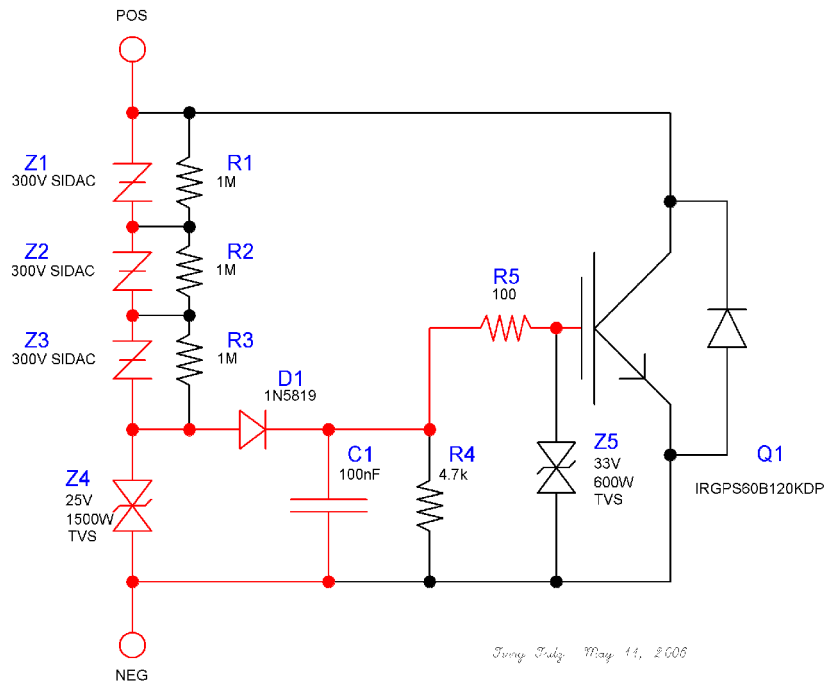 POS
Z1
300V SIDAC
R1
1M
Z2
300V SIDAC
R2
1M
Z3
300V SIDAC
R3
1M
D1
1N5819
R5
100
Z4
25V
1500W
TVS
C1
100nF
R4
4.7k
Z5
33V
600W
TVS
Q1
IRGPS60B120KDP
NEG
May 11, 2006